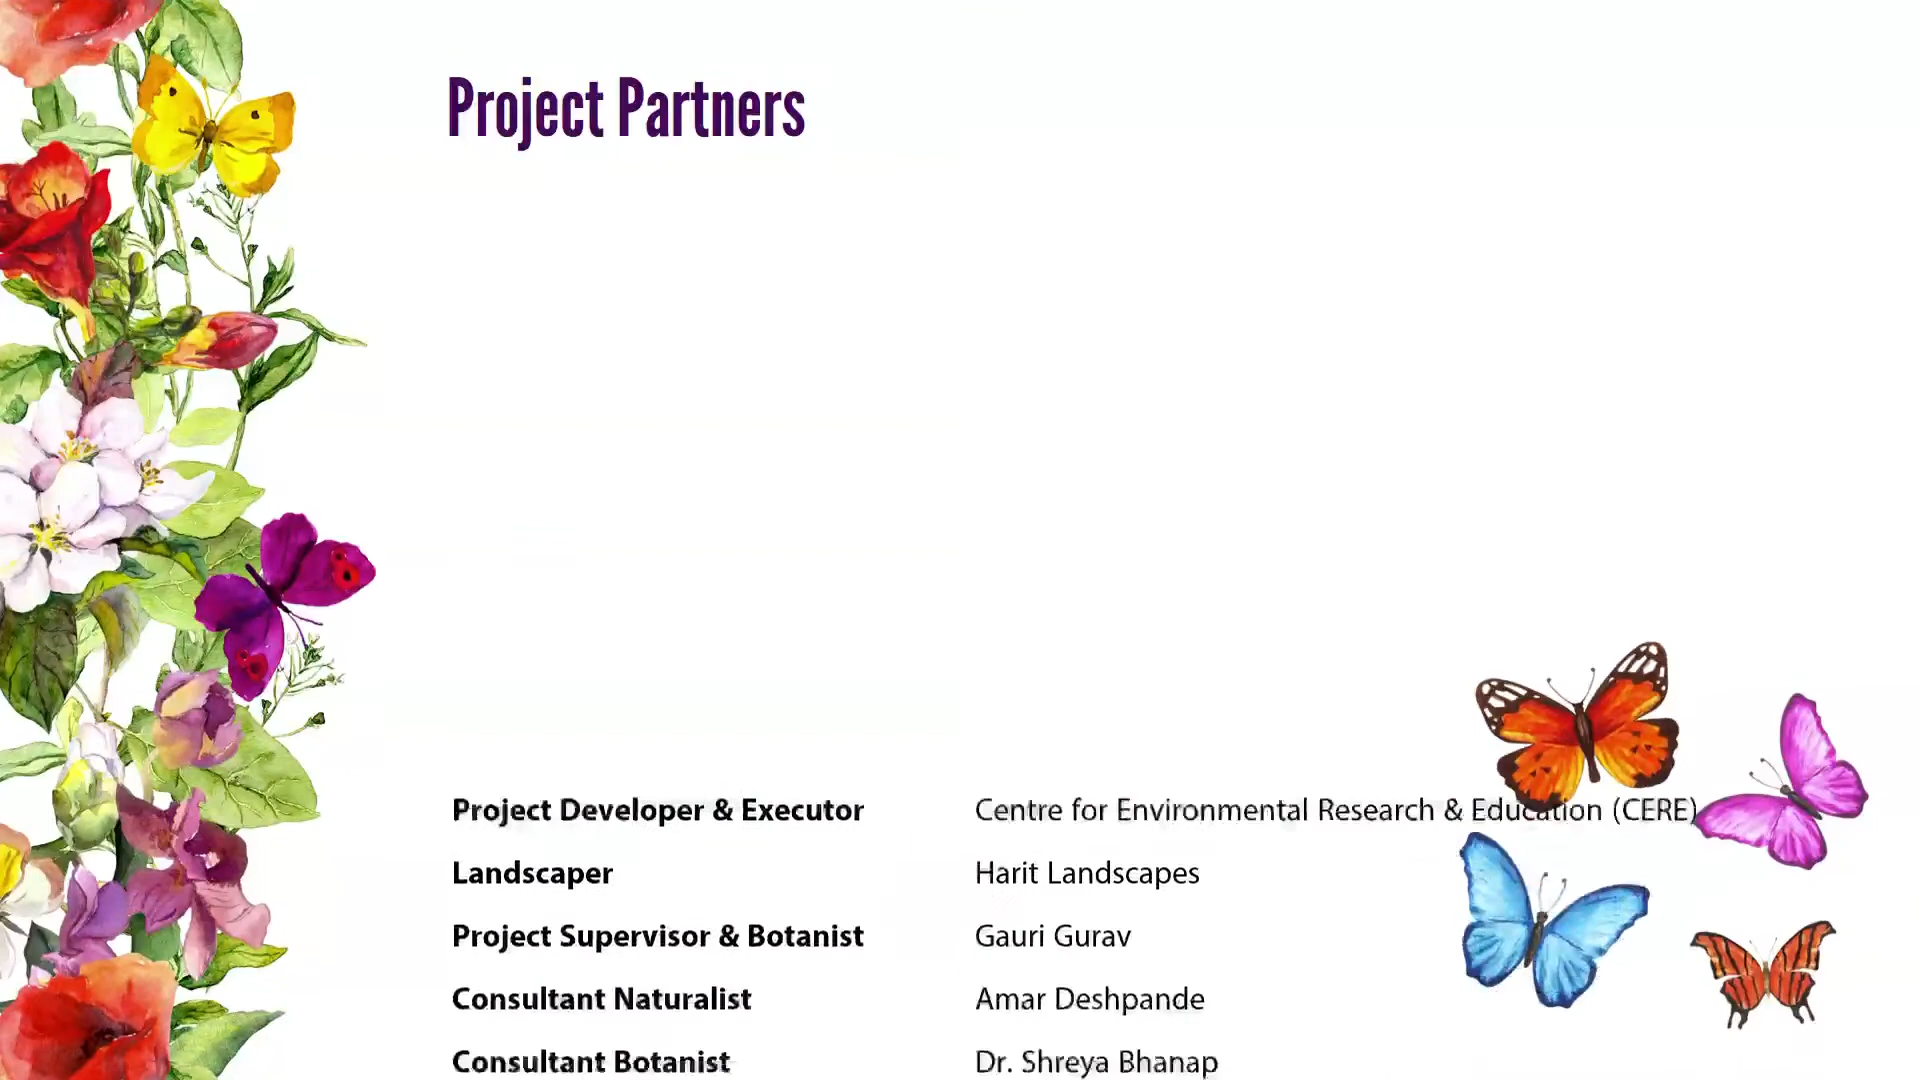 Project Partners
Project Developer & Executor Centre for Environmental Research & Education (CERE)
Landscaper Harit Landscapes
Project Supervisor & Botanist Gauri Gurav
Consultant Naturalist Amar Deshpande
Consultant Botanist Dr. Shreya Bhanap